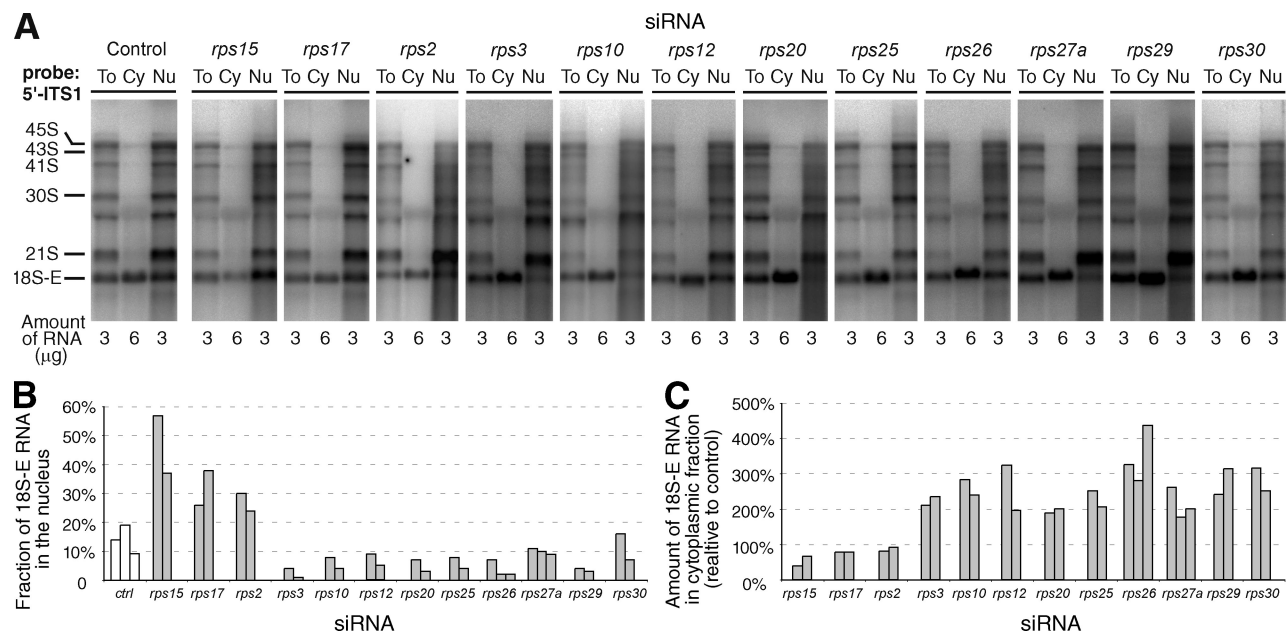 A
siRNA
Control rps15 rps17 rps2 rps3 rps10 rps12 rps20 rps25 rps26 rps27a rps29 rps30
probe: To Cy Nu To Cy Nu To Cy Nu To Cy Nu To Cy Nu To Cy Nu To Cy Nu To Cy Nu To Cy Nu To Cy Nu To Cy Nu To Cy Nu To Cy Nu
5'-ITS1
45S
43S
41S
30S
21S
18S-E
Amount
of RNA 3 6 3 3 6 3 3 6 3 3 6 3 3 6 3 3 6 3 3 6 3 3 6 3 3 6 3 3 6 3 3 6 3 3 6 3 3 6 3
(µg)
B
Fraction of 18S-E RNA
in the nucleus
60%
50%
40%
30%
20%
10%
0
ctrl rps15 rps17 rps2 rps3 rps10 rps12 rps20 rps25 rps26 rps27a rps29 rps30
siRNA
C
Amount of 18S-E RNA
in cytoplasmic fraction
(realtive to control)
500%
400%
300%
200%
100%
0%
rps15 rps17 rps2 rps3 rps10 rps12 rps20 rps25 rps26 rps27a rps29 rps30
siRNA